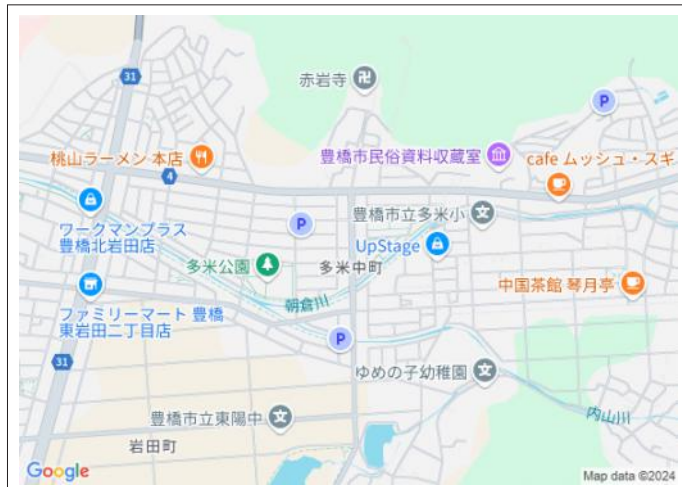 31
赤岩寺
卍
P
桃山ラーメン 本店
豊橋市民俗資料収蔵室
cafe ムッシュ・スギ
4
ワークマンプラス
豊橋北岩田店
P
豊橋市立多米小
文
UpStage
多米公園
多米中町
中国茶館 琴月亭
朝倉川
ファミリーマート 豊橋
東岩田二丁目店
P
31
ゆめの子幼稚園
文
豊橋市立東陽中
文
内山川
岩田町
Google
Map data ©2024